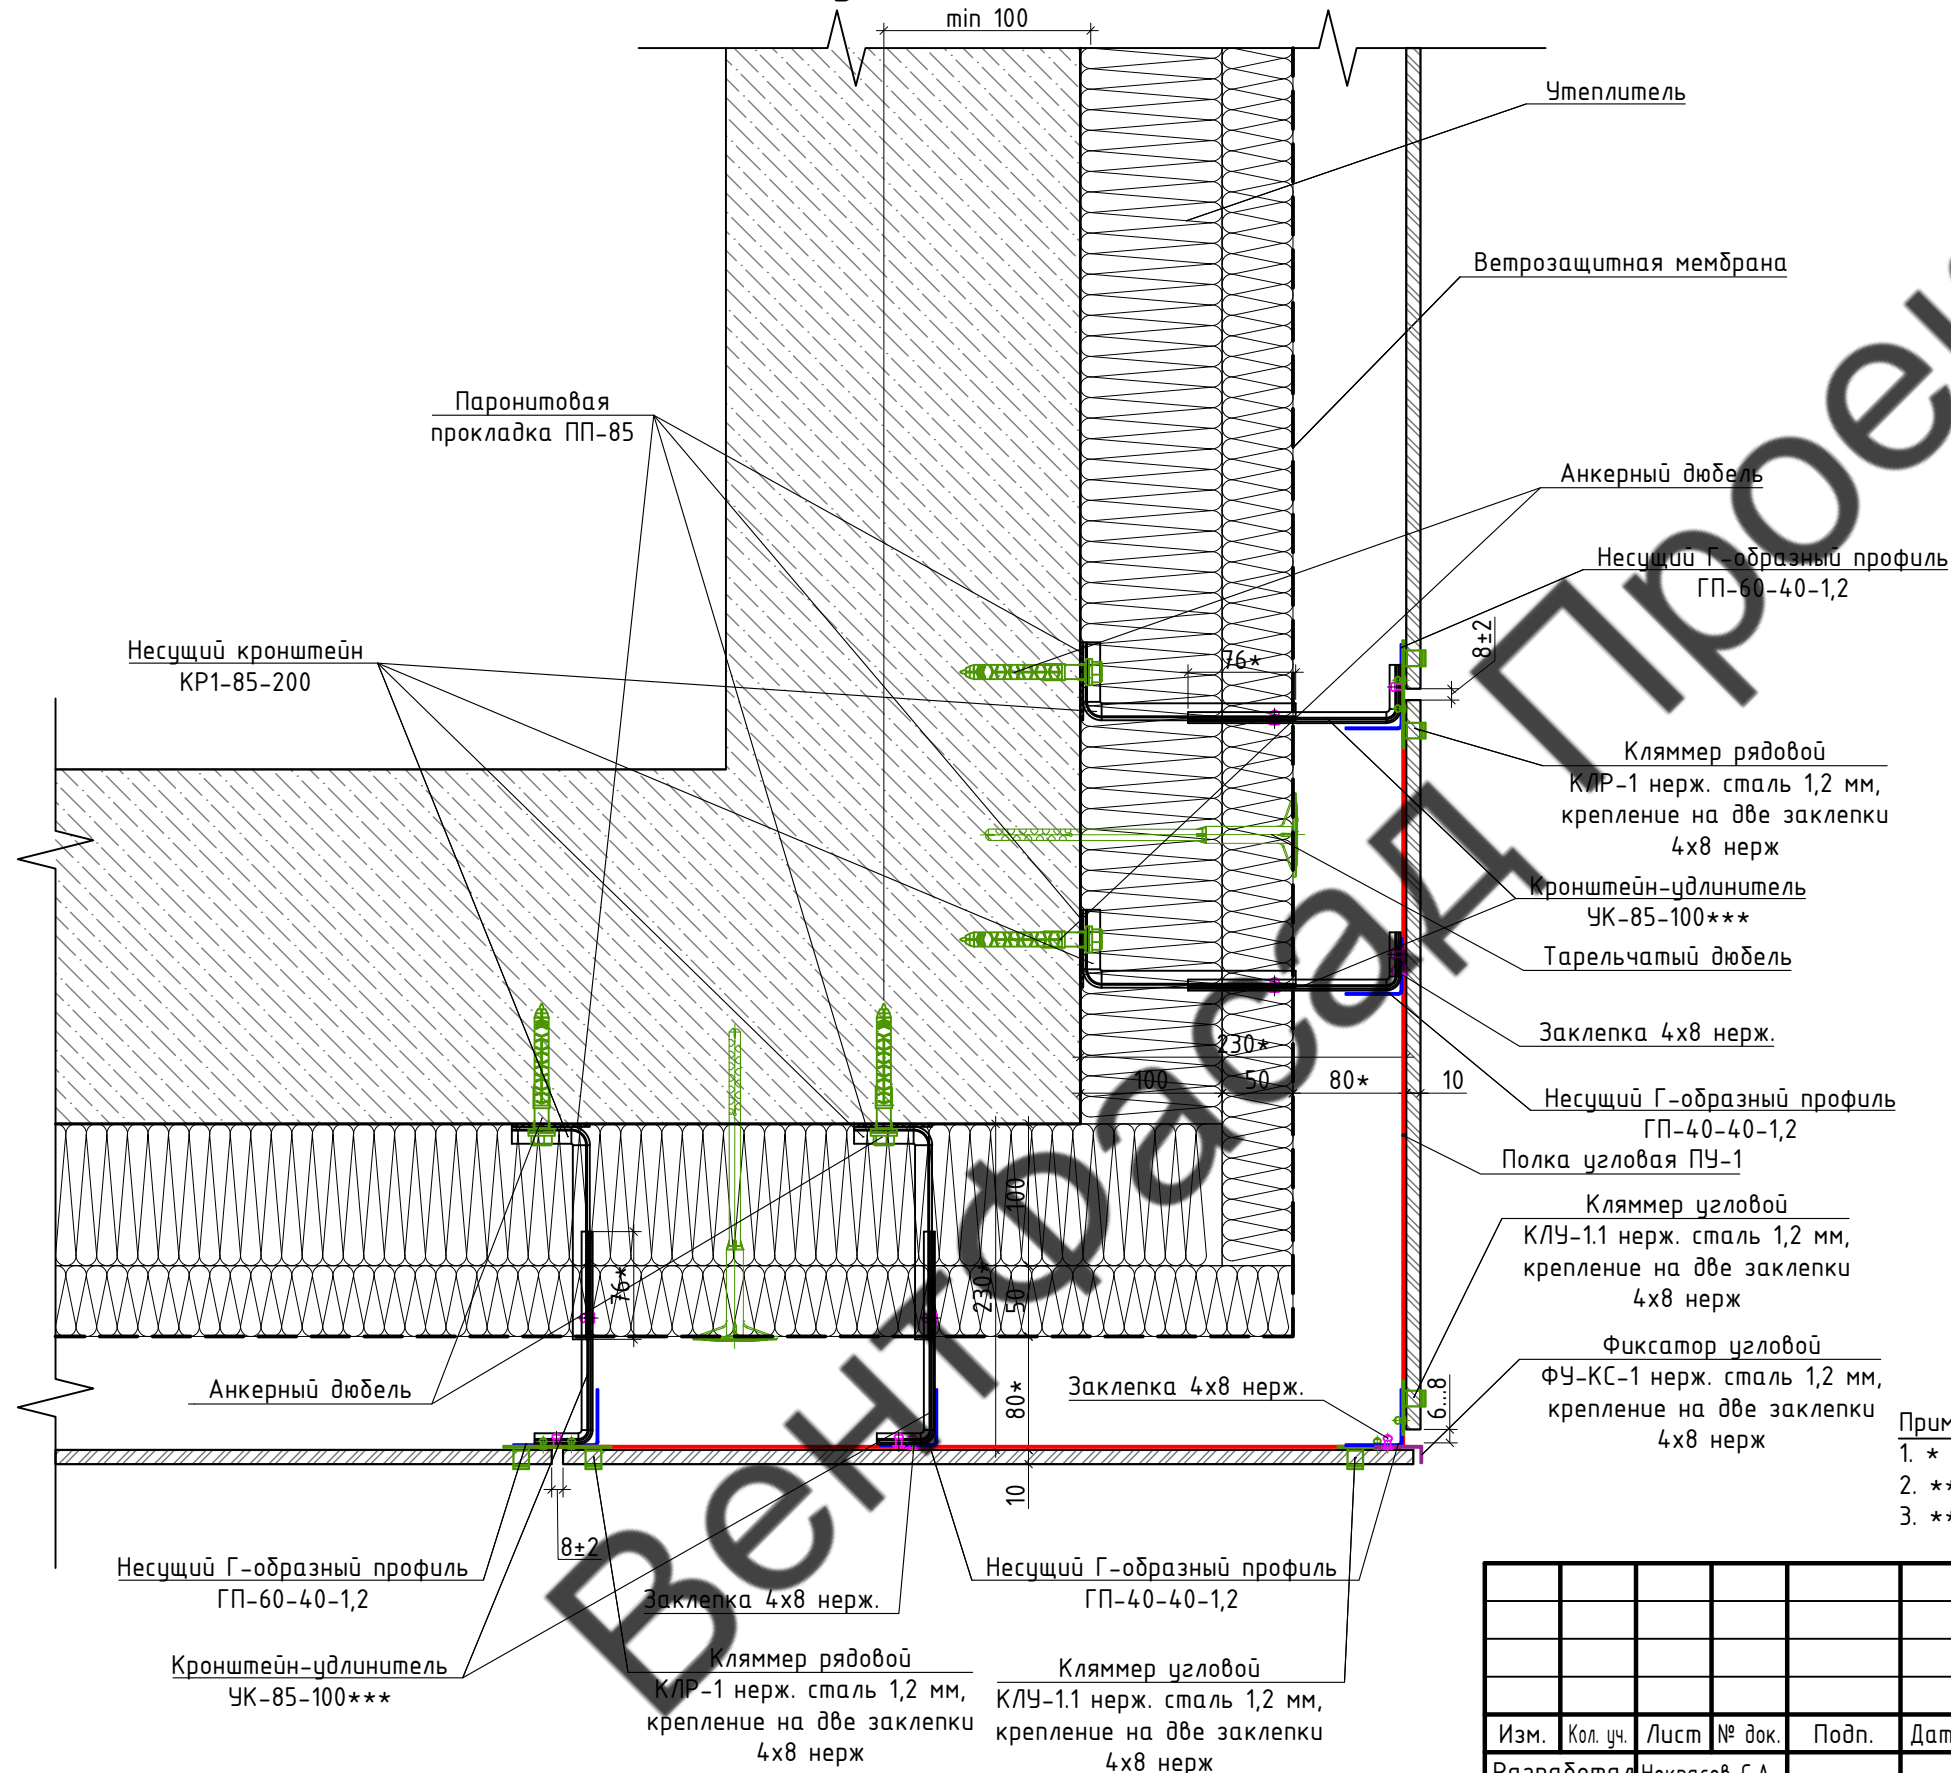 min 100
Утеплитель
Ветрозащитная мембрана
Паронитовая
прокладка ПП-85
Анкерный дюбель
Несущий Г-образный профиль
ГП-60-40-1,2
8±2
Несущий кронштейн
КР1-85-200
76*
Кляммер рядовой
КЛР-1 нерж. сталь 1,2 мм,
крепление на две заклепки
4х8 нерж
Кронштейн-удлинитель
УК-85-100***
Тарельчатый дюбель
Заклепка 4х8 нерж.
230*
100
50
80*
10
Несущий Г-образный профиль
ГП-40-40-1,2
Полка угловая ПУ-1
Кляммер угловой
КЛУ-1.1 нерж. сталь 1,2 мм,
крепление на две заклепки
4х8 нерж
Фиксатор угловой
ФУ-КС-1 нерж. сталь 1,2 мм,
крепление на две заклепки
4х8 нерж
6...8
100
230*
50
76*
80*
10
Анкерный дюбель
Заклепка 4х8 нерж.
8±2
Несущий Г-образный профиль
ГП-60-40-1,2
Заклепка 4х8 нерж.
Несущий Г-образный профиль
ГП-40-40-1,2
Кронштейн-удлинитель
УК-85-100***
Кляммер рядовой
КЛР-1 нерж. сталь 1,2 мм,
крепление на две заклепки
4х8 нерж
Кляммер угловой
КЛУ-1.1 нерж. сталь 1,2 мм,
крепление на две заклепки
4х8 нерж
Прим
1. *
2. **
3. **
Изм. Кол. уч. Лист № док. Подп. Дат
Разработал Некрасов С.А.
ВентФасад Проек